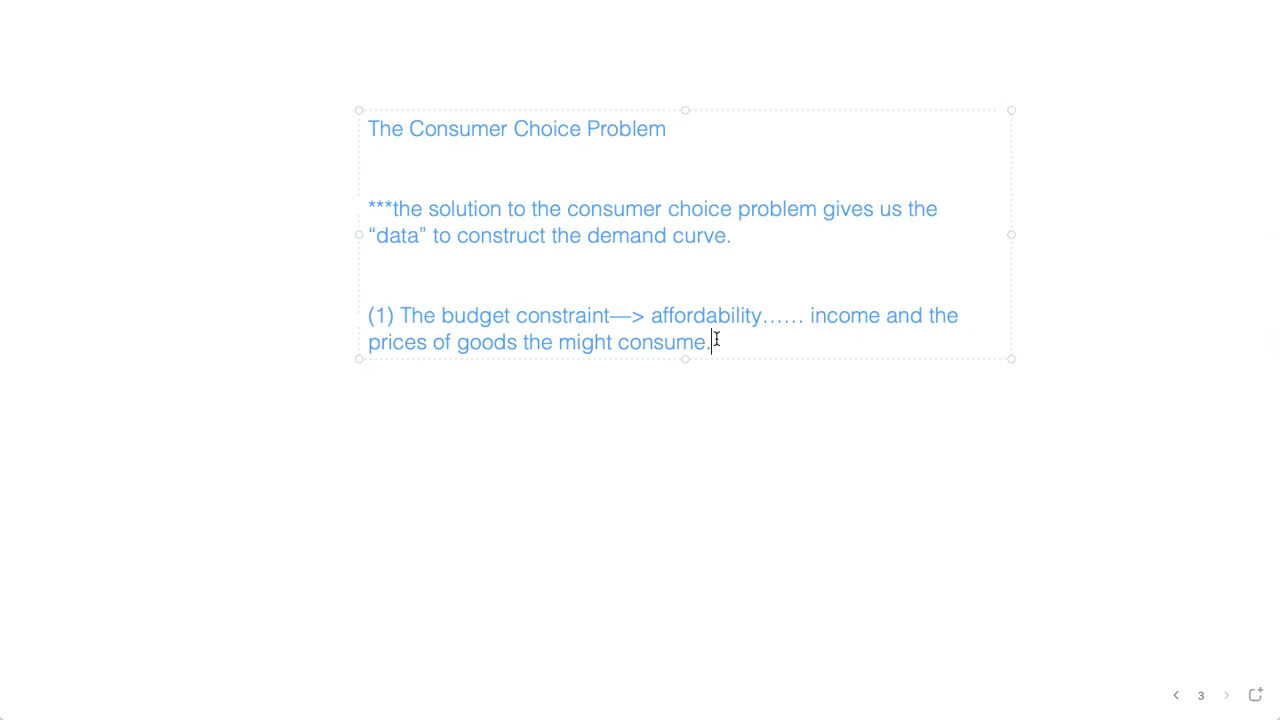 The Consumer Choice Problem
***the solution to the consumer choice problem gives us the
“data” to construct the demand curve.
(1) The budget constraint—> affordability…… income and the
prices of goods the might consume.
3